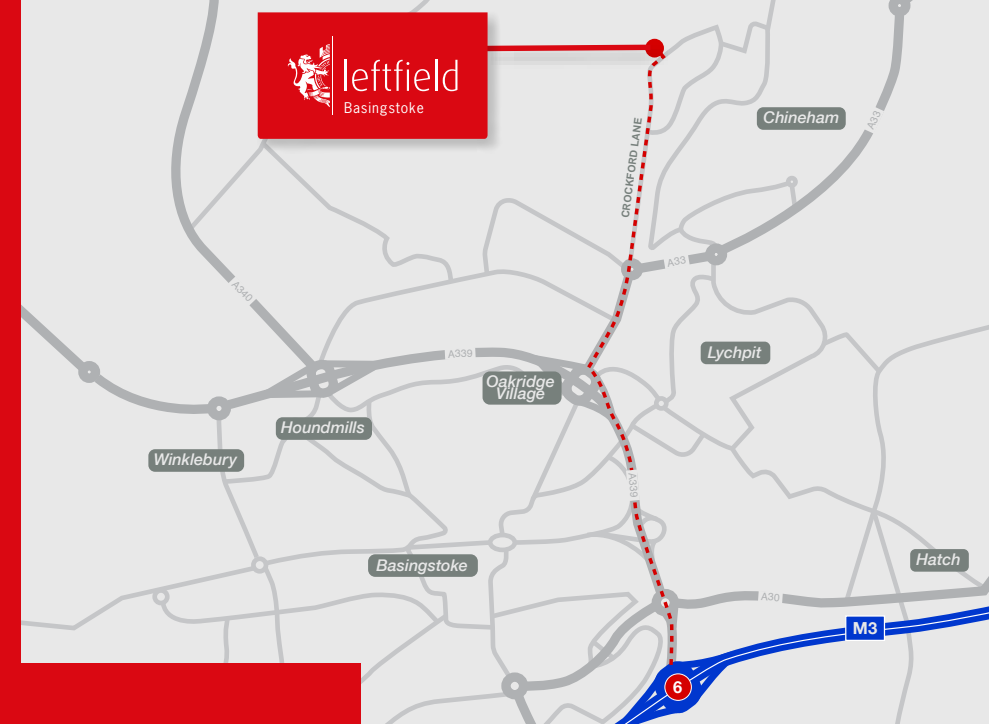 leftfield
Basingstoke
CROCKFORD LANE
Chineham
A33
A33
A340
A339
Oakridge
Village
Lychpit
Houndmills
Winklebury
A339
Basingstoke
Hatch
A30
M3
6